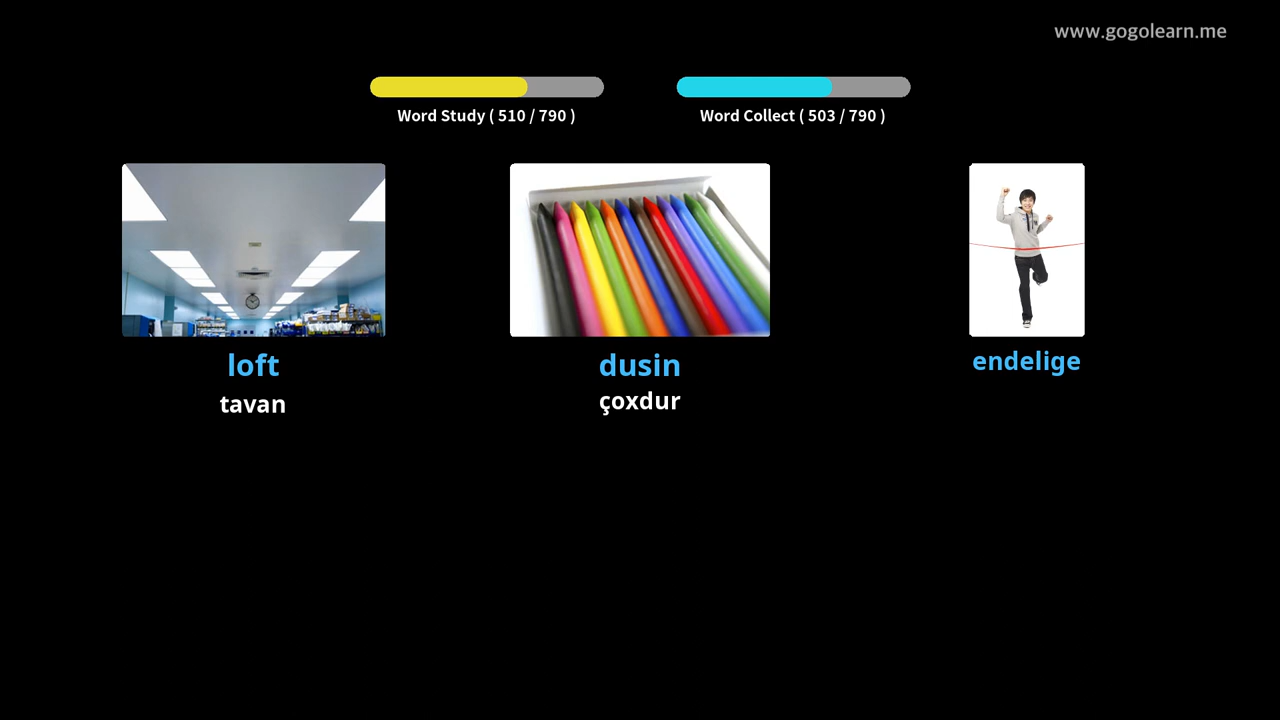 www.gogolearn.me
Word Study ( 510 / 790 )
Word Collect ( 503 / 790 )
loft
tavan
dusin
çoxdur
endelige